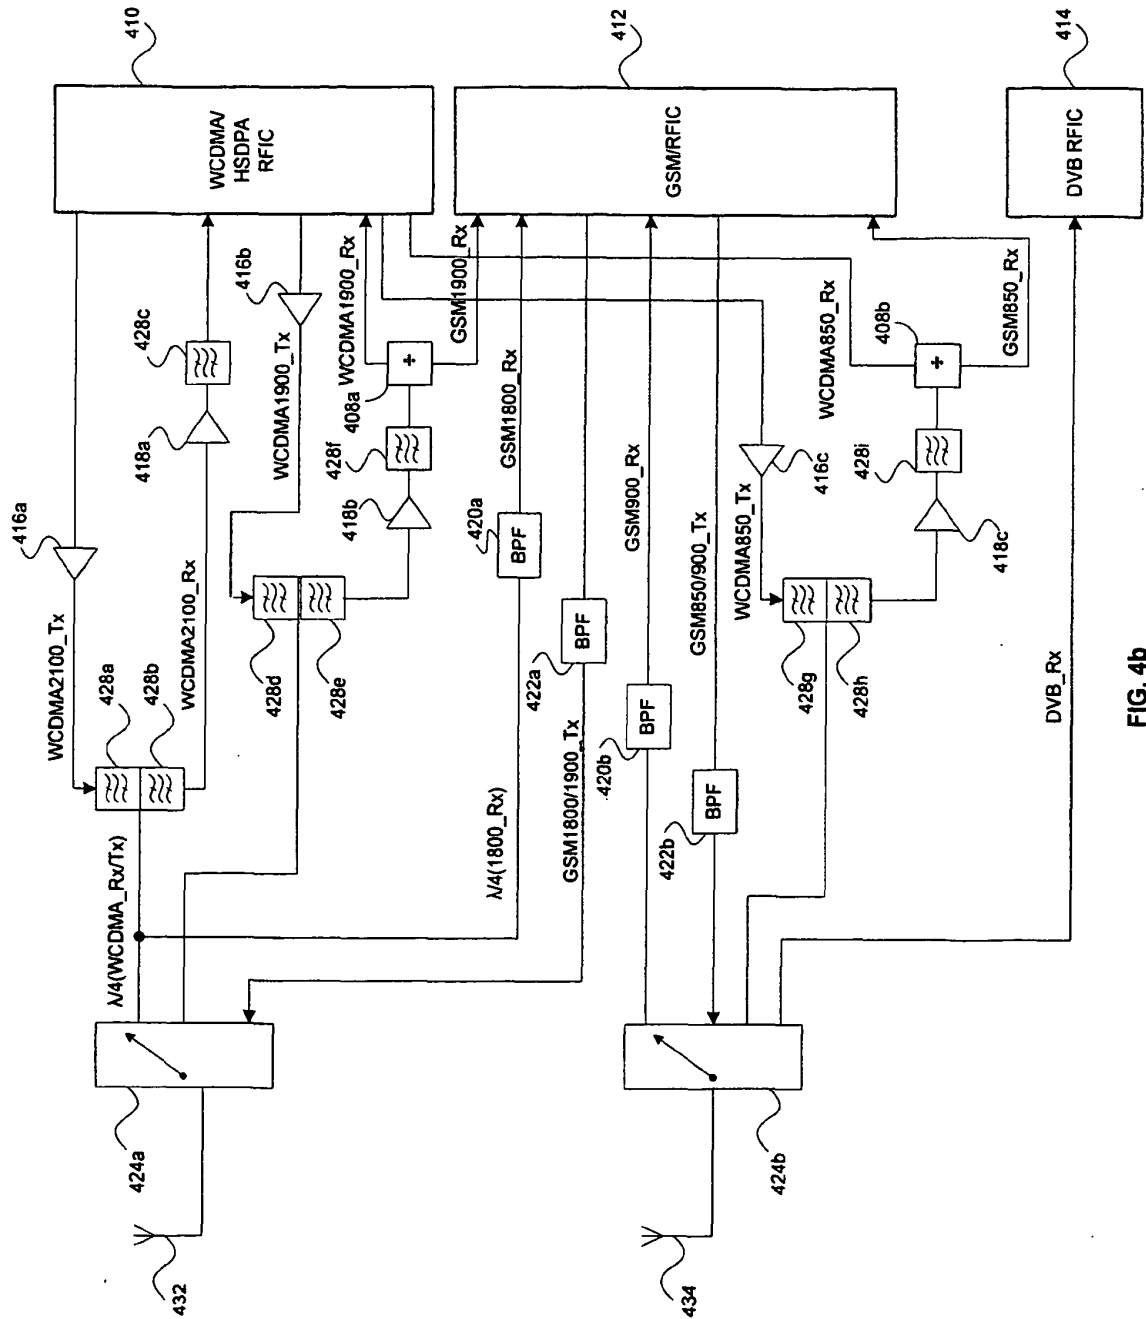 410
WCDMA/
HSDPA
RFIC
412
GSM/RFIC
414
DVB RFIC
416a
WCDMA2100_Tx
428a
428b
WCDMA2100_Rx
418a
428c
416b
WCDMA1900_Tx
428d
428e
418b
428f
408a
÷
WCDMA1900_Rx
GSM1900_Rx
λ/4(WCDMA_Rx/Tx)
λ/4(1800_Rx)
420a
BPF
GSM1800_Rx
422a
BPF
GSM1800/1900_Tx
420b
BPF
GSM900_Rx
422b
BPF
GSM850/900_Tx
416c
WCDMA850_Tx
428g
428h
418c
428i
408b
÷
WCDMA850_Rx
GSM850_Rx
DVB_Rx
424a
432
424b
434
FIG. 4b